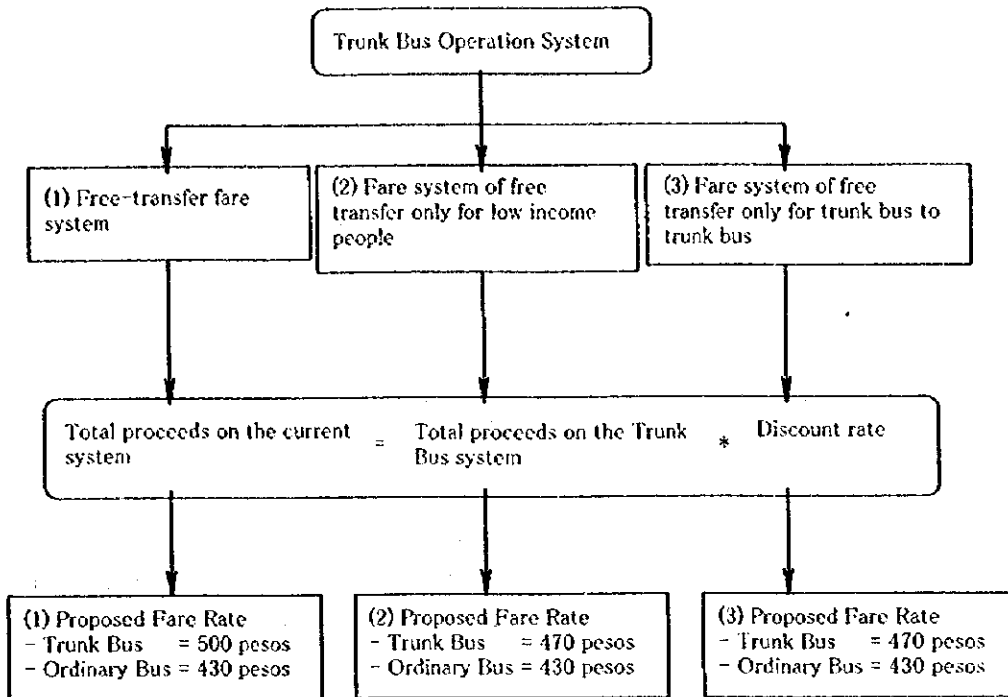 Trunk Bus Operation System
(1) Free-transfer fare
system
(2) Fare system of free
transfer only for low income
people
(3) Fare system of free
transfer only for trunk bus to
trunk bus
Total proceeds on the current
system
=
Total proceeds on the Trunk
Bus system
*
Discount rate
(1) Proposed Fare Rate
- Trunk Bus = 500 pesos
- Ordinary Bus = 430 pesos
(2) Proposed Fare Rate
- Trunk Bus = 470 pesos
- Ordinary Bus = 430 pesos
(3) Proposed Fare Rate
- Trunk Bus = 470 pesos
- Ordinary Bus = 430 pesos